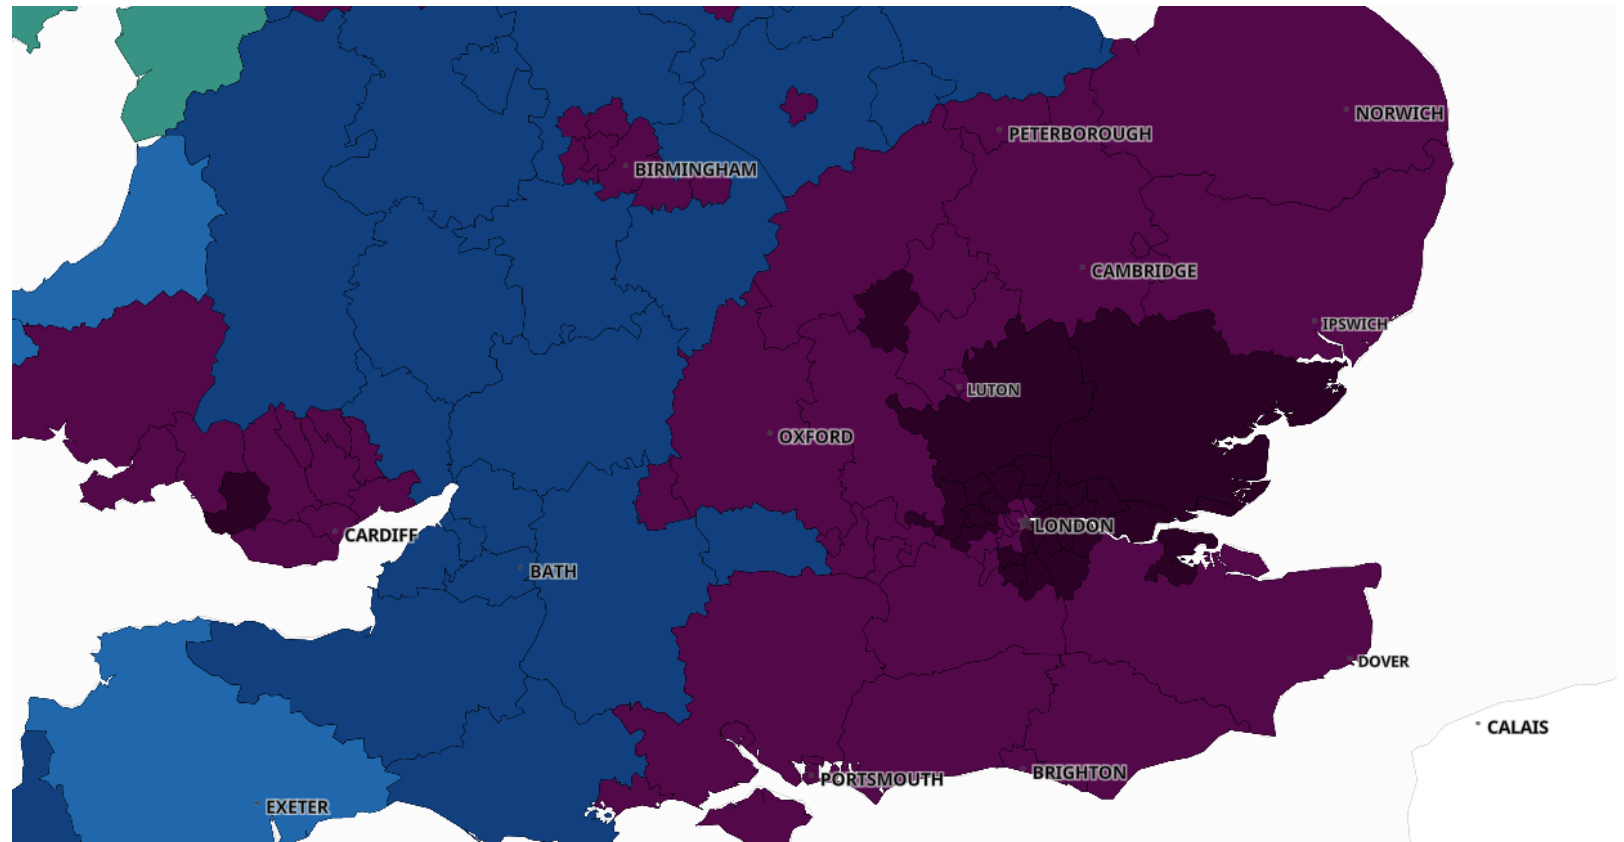 NORWICH
PETERBOROUGH
BIRMINGHAM
CAMBRIDGE
IPSWICH
LUTON
OXFORD
LONDON
CARDIFF
BATH
DOVER
CALAIS
BRIGHTON
PORTSMOUTH
EXETER